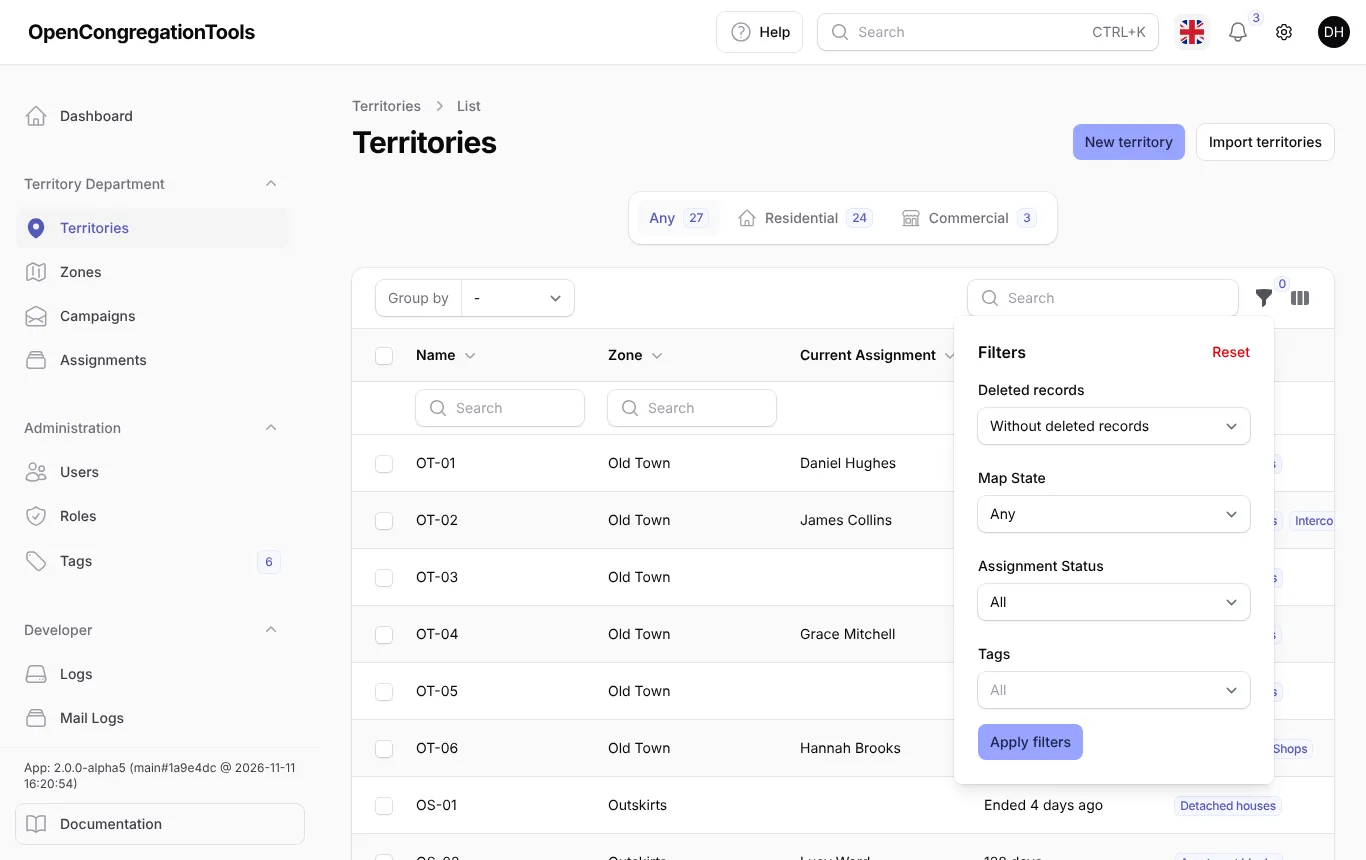 OpenCongregationTools
Help
Search
CTRL+K
3
DH
Dashboard
Territory Department
Territories
Zones
Campaigns
Assignments
Administration
Users
Roles
Tags
6
Developer
Logs
Mail Logs
App: 2.0.0-alpha5 (main#1a9e4dc @ 2026-11-11
16:20:54)
Documentation
Territories > List
Territories
New territory
Import territories
Any 27
Residential 24
Commercial 3
Group by -
Search
0
Name
Zone
Current Assignment
Search
Search
OT-01 Old Town Daniel Hughes
OT-02 Old Town James Collins Interco
OT-03 Old Town
OT-04 Old Town Grace Mitchell
OT-05 Old Town
OT-06 Old Town Hannah Brooks Shops
OS-01 Outskirts Ended 4 days ago Detached houses
Filters
Reset
Deleted records
Without deleted records
Map State
Any
Assignment Status
All
Tags
All
Apply filters